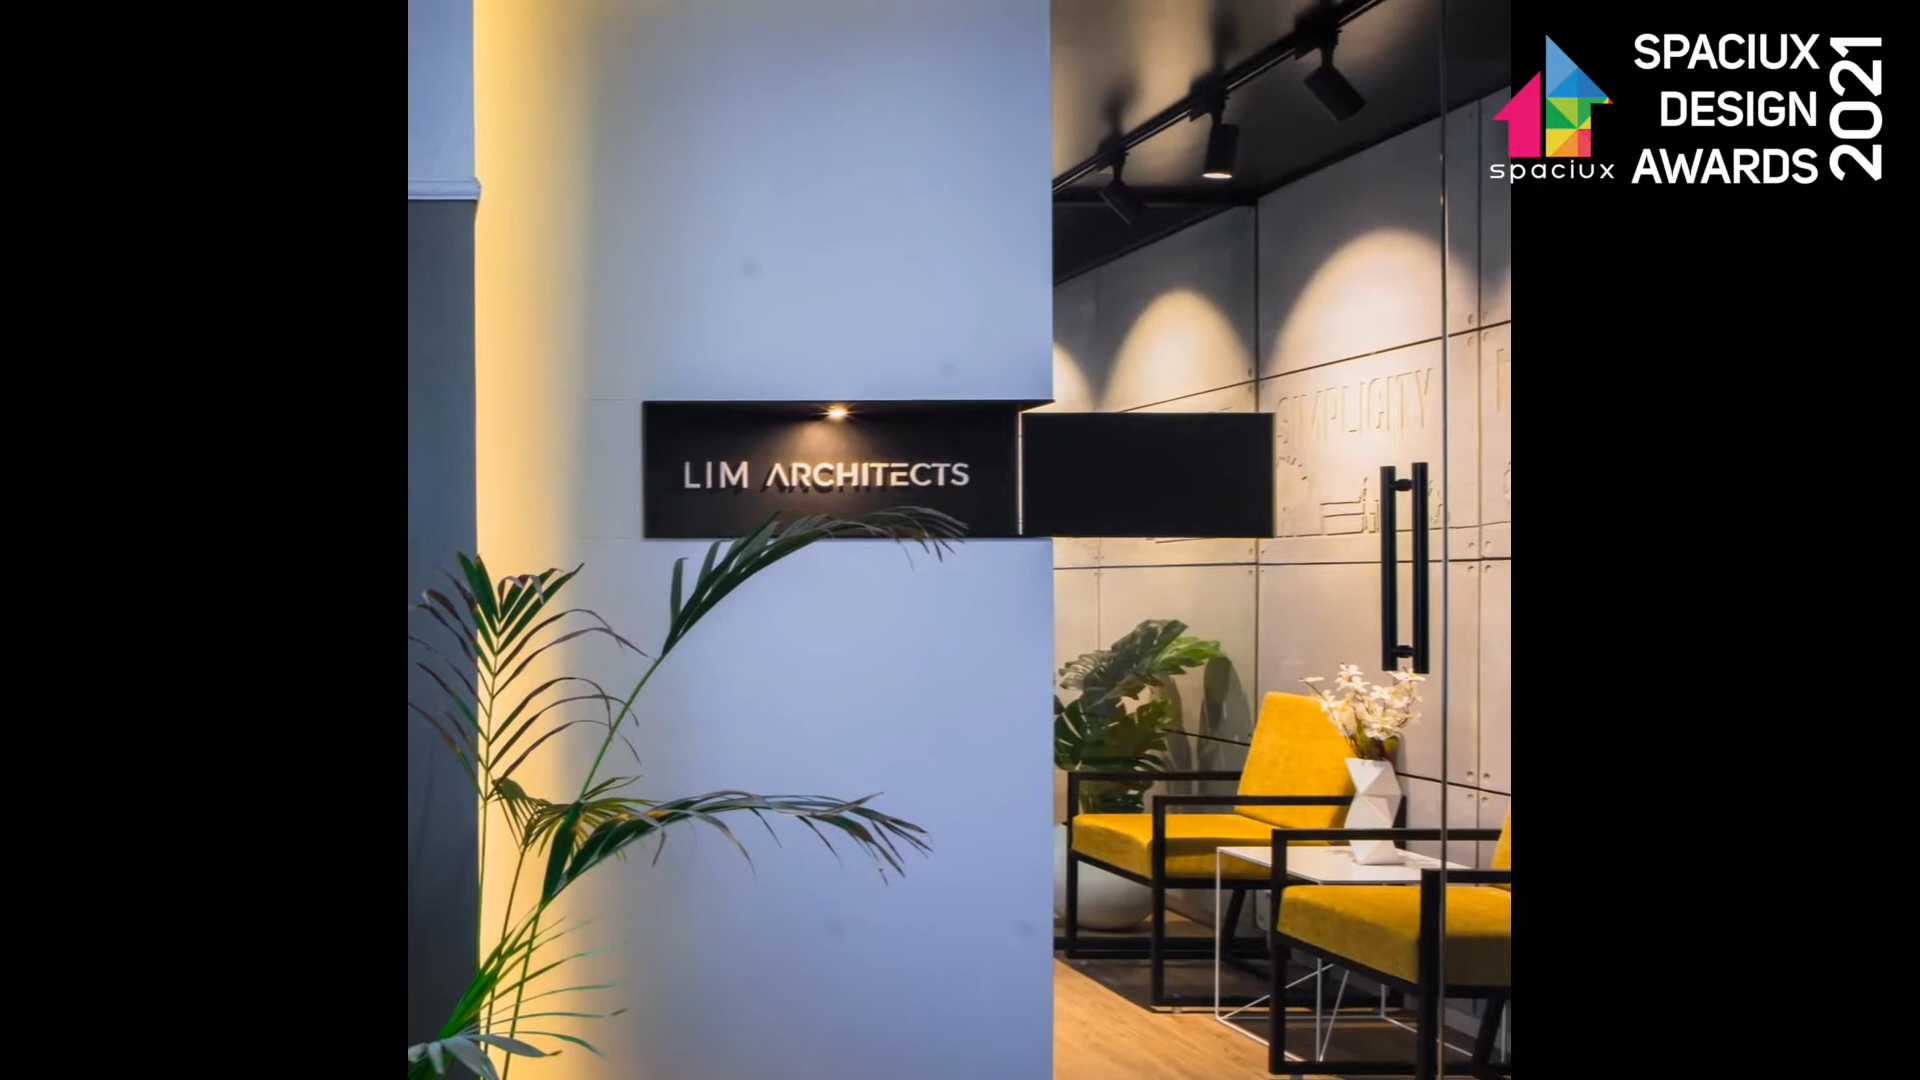 LIM ARCHITECTS
SIMPLICITY
spaciux
SPACIUX
DESIGN
AWARDS
2021